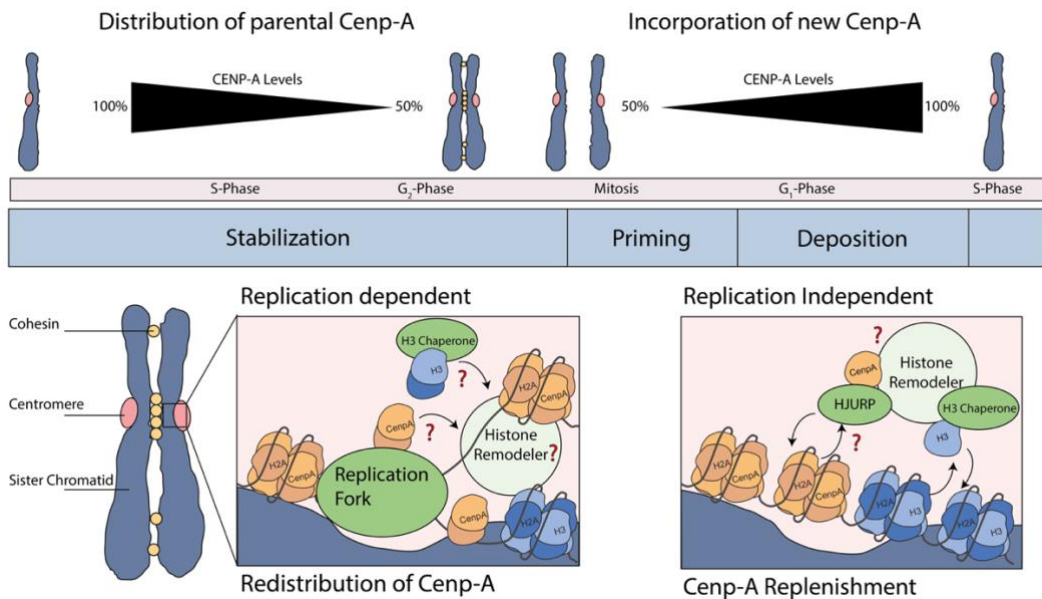 Distribution of parental Cenp-A
Incorporation of new Cenp-A
CENP-A Levels
100%
50%
CENP-A Levels
50%
100%
S-Phase
G₂-Phase
Mitosis
G₁-Phase
S-Phase
Stabilization
Priming
Deposition
Cohesin
Centromere
Sister Chromatid
Replication dependent
H3 Chaperone
H3
?
CenpA
?
H2A
CenpA
Histone
Remodeler
?
H2A
CenpA
Replication
Fork
CenpA
H2A
H3
Redistribution of Cenp-A
Replication Independent
?
CenpA
Histone
Remodeler
HJURP
H3 Chaperone
?
H3
H2A
CenpA
H2A
CenpA
H2A
H3
H2A
H3
Cenp-A Replenishment